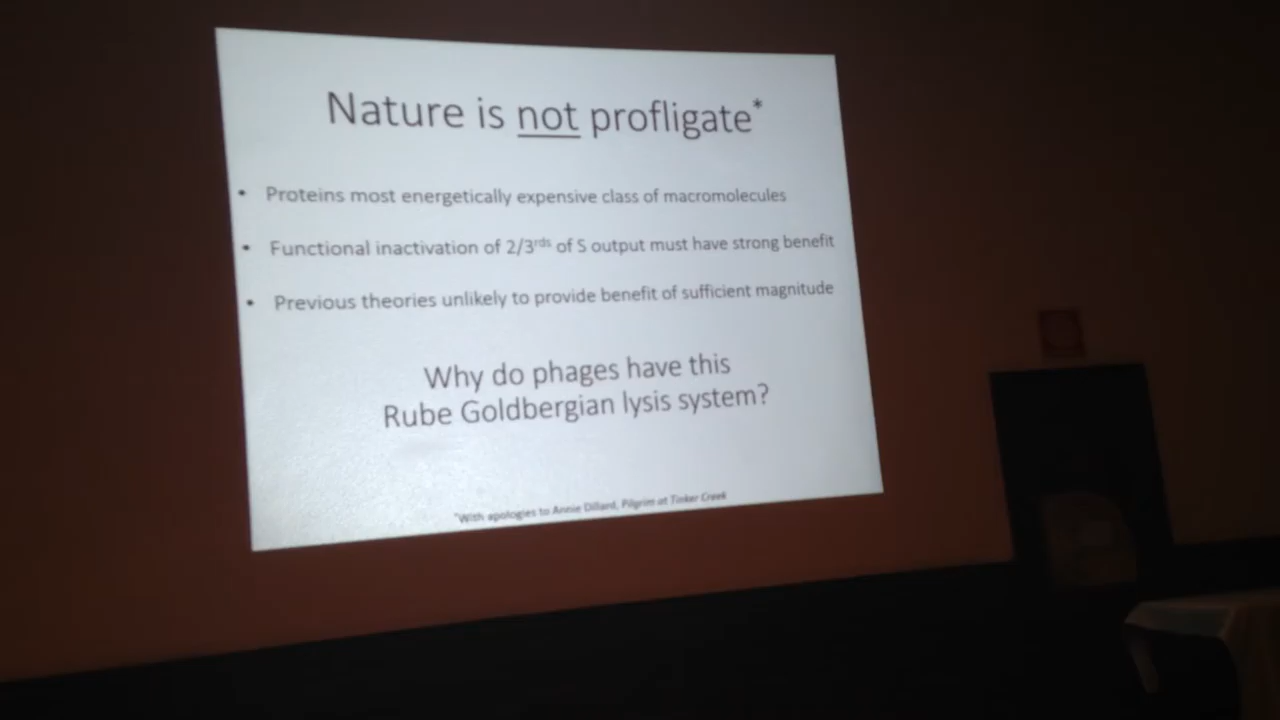 Nature is not profligate*
• Proteins most energetically expensive class of macromolecules
• Functional inactivation of 2/3rds of S output must have strong benefit
• Previous theories unlikely to provide benefit of sufficient magnitude
Why do phages have this
Rube Goldbergian lysis system?
*With apologies to Annie Dillard, Pilgrim at Tinker Creek